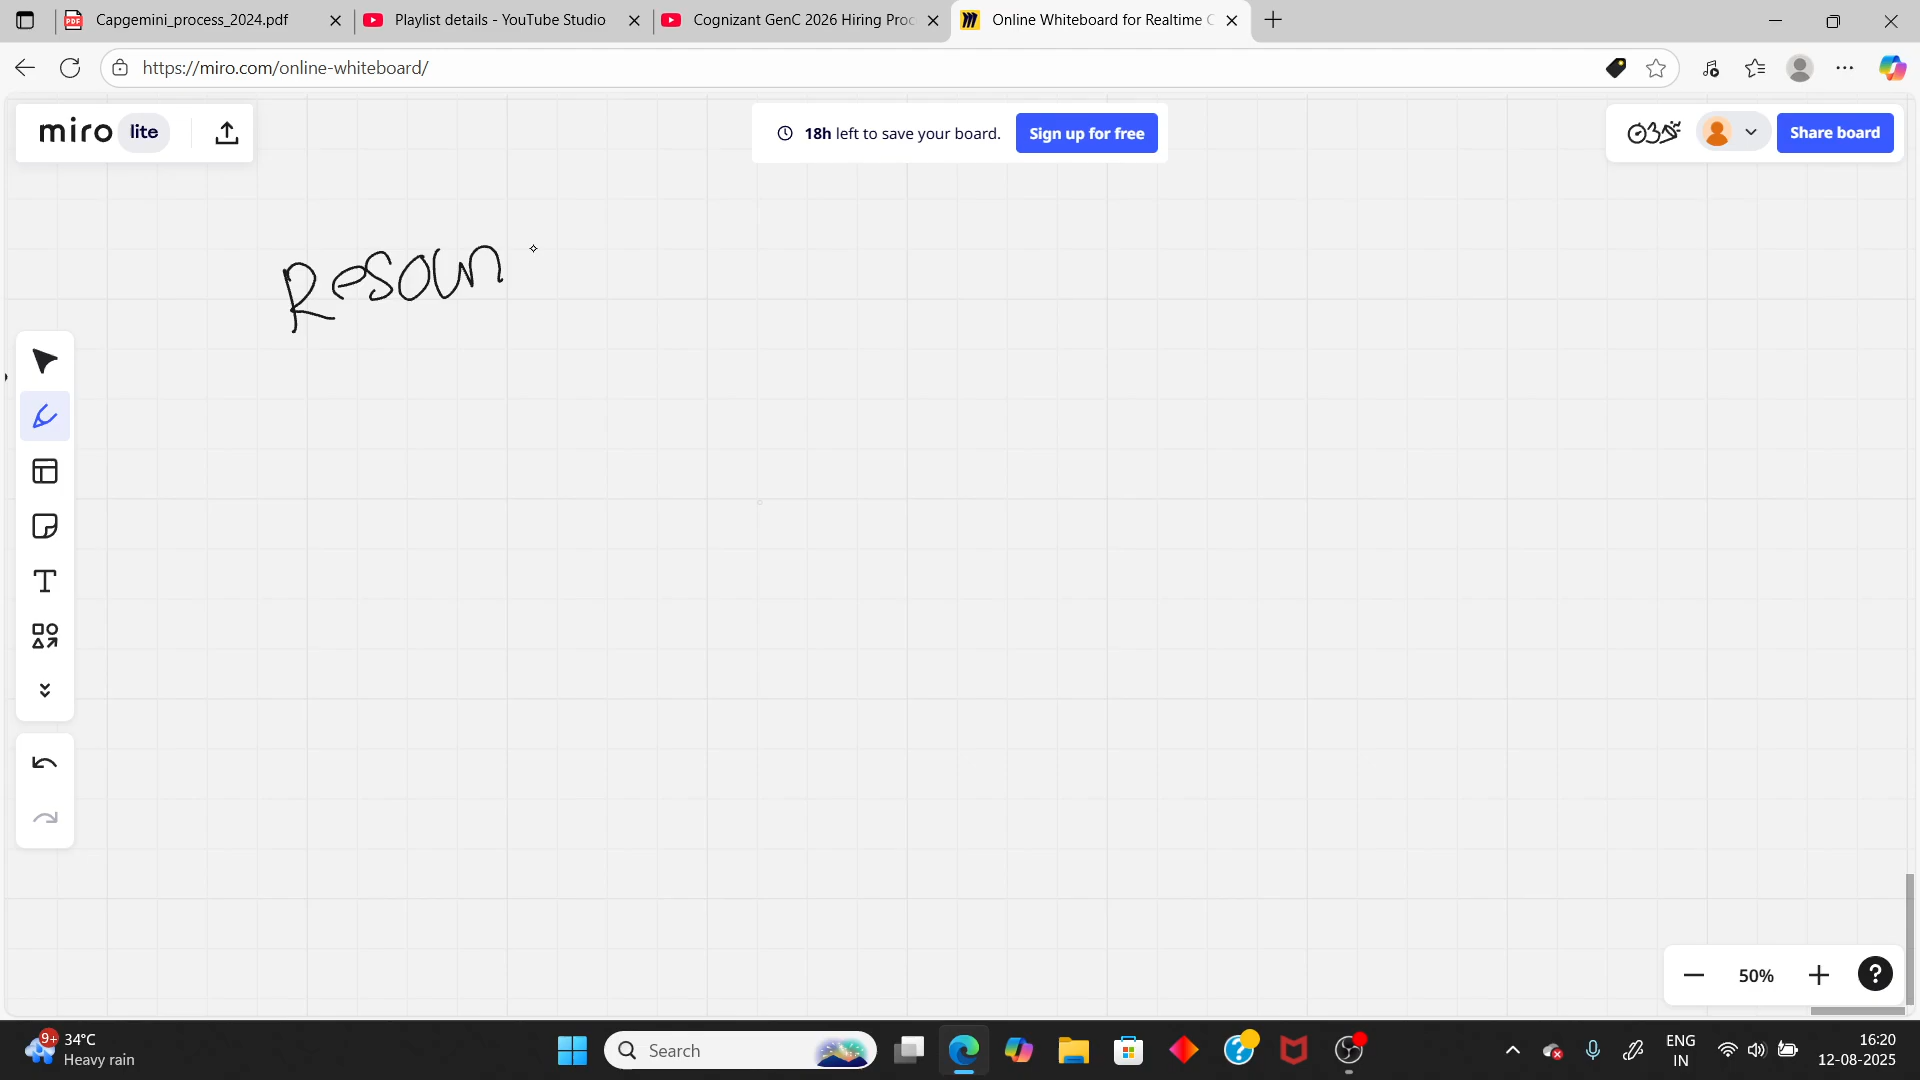 Capgemini_process_2024.pdf
Playlist details - YouTube Studio
Cognizant GenC 2026 Hiring Proc
Online Whiteboard for Realtime C
https://miro.com/online-whiteboard/
miro lite
18h left to save your board.
Sign up for free
Share board
Resour
50%
9+
34°C
Heavy rain
Search
ENG
IN
16:20
12-08-2025